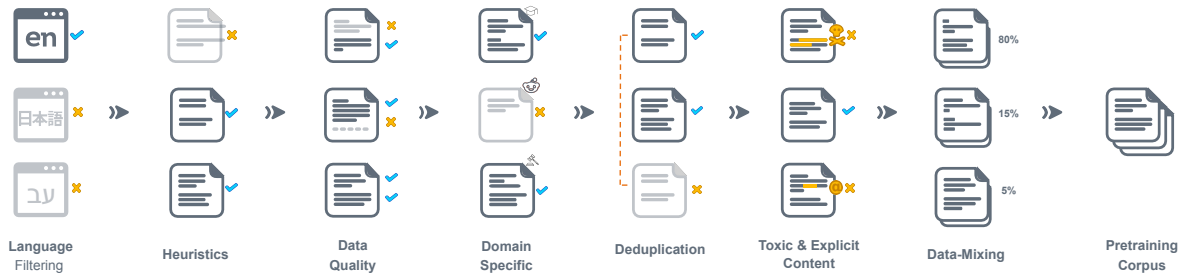 en
日本語
עב
@
80%
15%
5%
Language
Filtering
Heuristics
Data
Quality
Domain
Specific
Deduplication
Toxic & Explicit
Content
Data-Mixing
Pretraining
Corpus